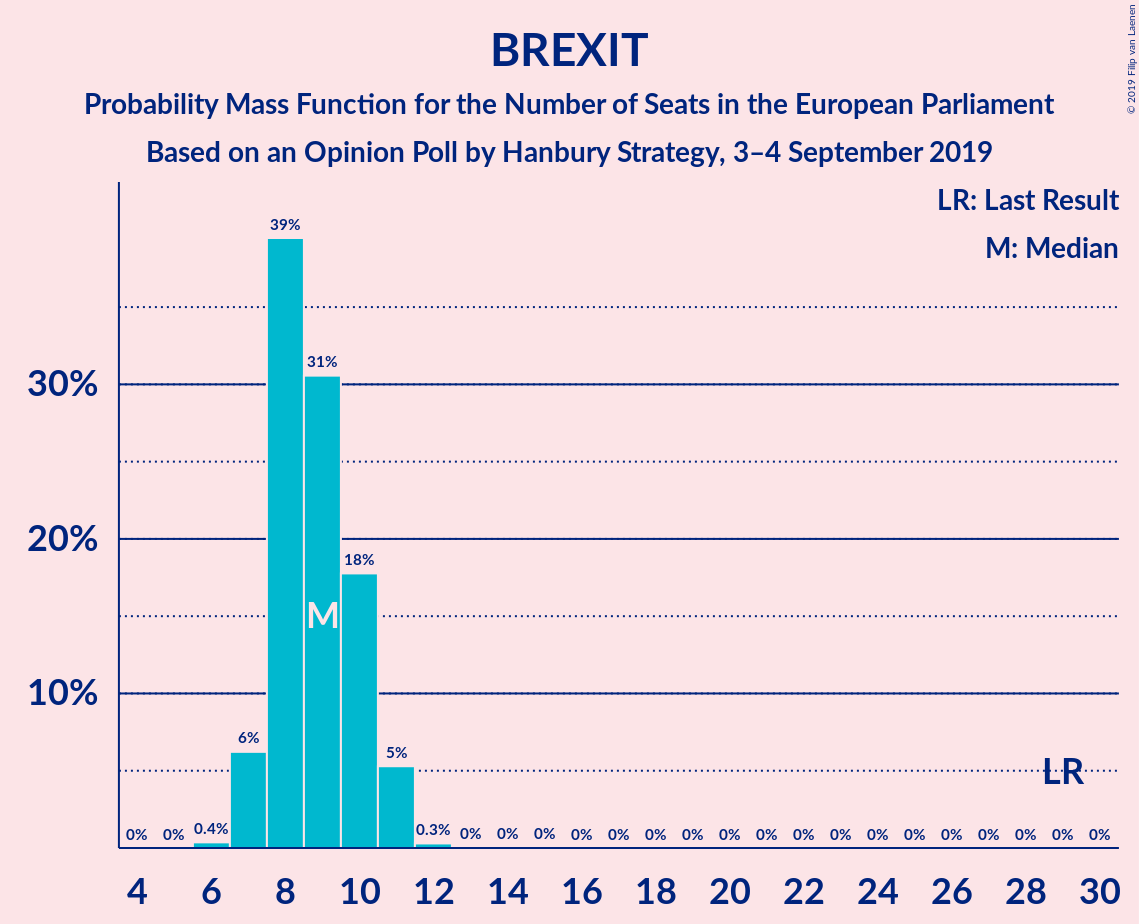 BREXIT
Probability Mass Function for the Number of Seats in the European Parliament
Based on an Opinion Poll by Hanbury Strategy, 3–4 September 2019
© 2019 Filip van Laenen
LR: Last Result
M: Median
39%
31%
30%
20%
18%
M
10%
6%
5%
LR
0% 0% 0.4% 0.3% 0% 0% 0% 0% 0% 0% 0% 0% 0% 0% 0% 0% 0% 0% 0% 0% 0% 0%
4 6 8 10 12 14 16 18 20 22 24 26 28 30